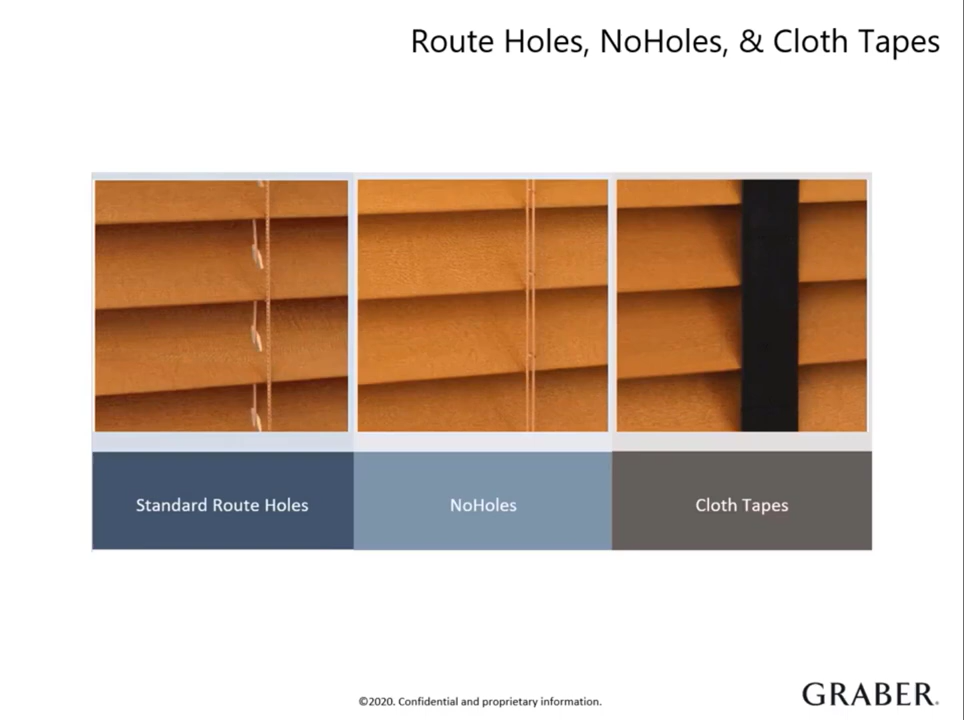 Route Holes, NoHoles, & Cloth Tapes
Standard Route Holes
NoHoles
Cloth Tapes
©2020. Confidential and proprietary information.
GRABER.